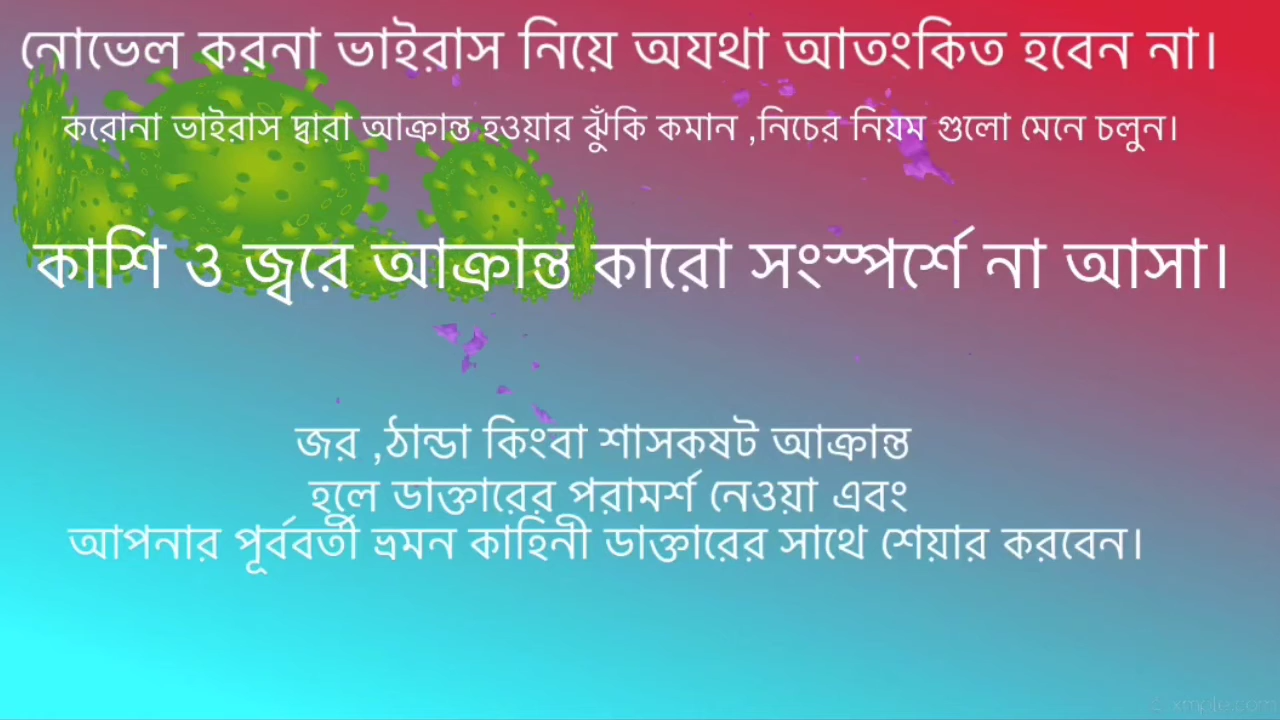 নোভেল করনা ভাইরাস নিয়ে অযথা আতংকিত হবেন না।
করোনা ভাইরাস দ্বারা আক্রান্ত হওয়ার ঝুঁকি কমান ,নিচের নিয়ম গুলো মেনে চলুন।
কাশি ও জ্বরে আক্রান্ত কারো সংস্পর্শে না আসা।
জর ,ঠান্ডা কিংবা শাসকষট আক্রান্ত
হলে ডাক্তারের পরামর্শ নেওয়া এবং
আপনার পূর্ববর্তী ভ্রমন কাহিনী ডাক্তারের সাথে শেয়ার করবেন।